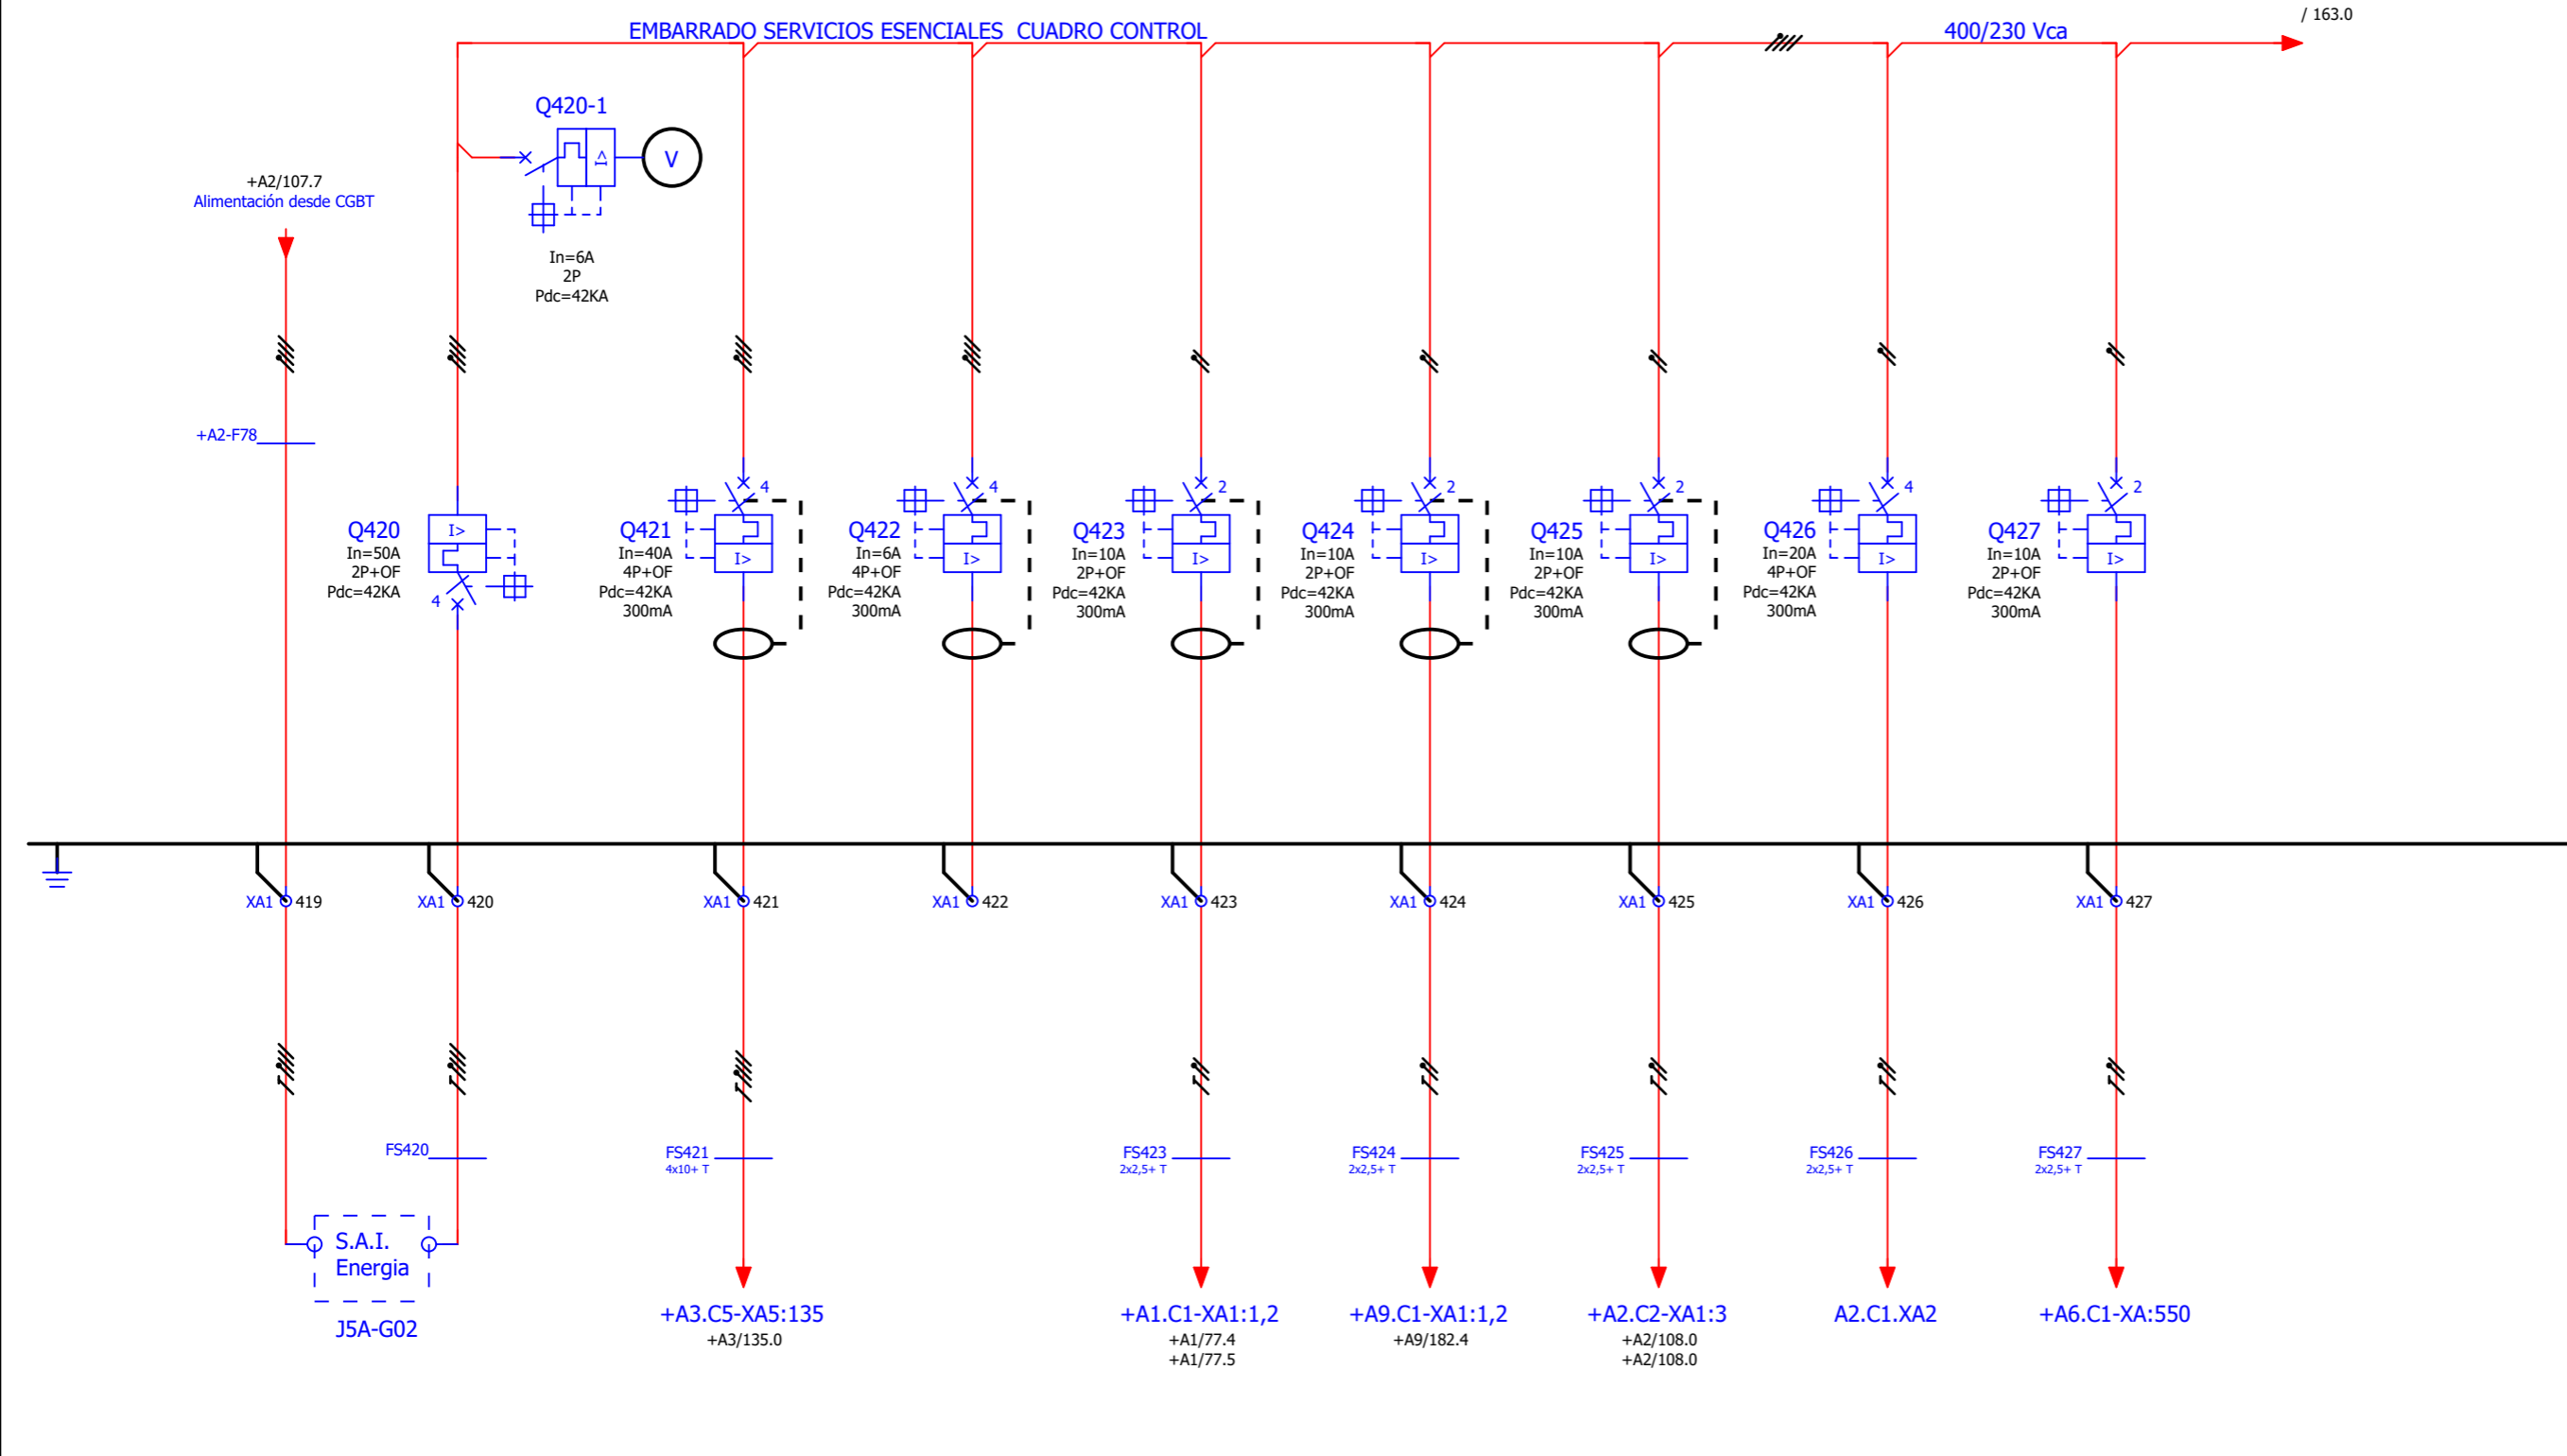 / 163.0
EMBARRADO SERVICIOS ESENCIALES  CUADRO CONTROL
400/230 Vca
Q420-1
V
I>
In=6A
2P
Pdc=42KA
+A2/107.7
Alimentación desde CGBT
+A2-F78
Q420
In=50A
2P+OF
Pdc=42KA
I>
4
Q421
In=40A
4P+OF
Pdc=42KA
300mA
4
I>
Q422
In=6A
4P+OF
Pdc=42KA
300mA
4
I>
Q423
In=10A
2P+OF
Pdc=42KA
300mA
2
I>
Q424
In=10A
2P+OF
Pdc=42KA
300mA
2
I>
Q425
In=10A
2P+OF
Pdc=42KA
300mA
2
I>
Q426
In=20A
4P+OF
Pdc=42KA
300mA
4
I>
Q427
In=10A
2P+OF
Pdc=42KA
300mA
2
I>
XA1 419
XA1 420
XA1 421
XA1 422
XA1 423
XA1 424
XA1 425
XA1 426
XA1 427
FS420
FS421
4x10+ T
FS423
2x2,5+ T
FS424
2x2,5+ T
FS425
2x2,5+ T
FS426
2x2,5+ T
FS427
2x2,5+ T
S.A.I.
Energia
J5A-G02
+A3.C5-XA5:135
+A3/135.0
+A1.C1-XA1:1,2
+A1/77.4
+A1/77.5
+A9.C1-XA1:1,2
+A9/182.4
+A2.C2-XA1:3
+A2/108.0
+A2/108.0
A2.C1.XA2
+A6.C1-XA:550